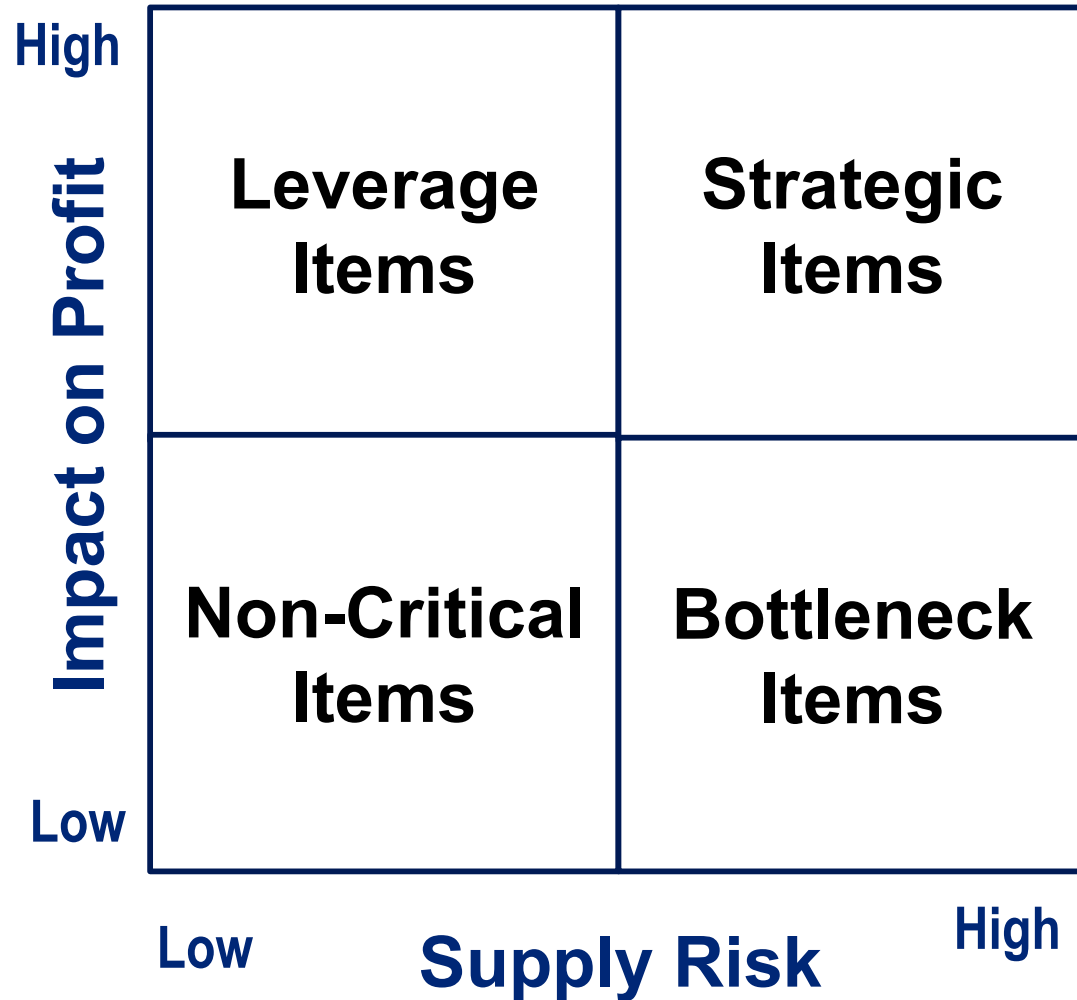 High
Impact on Profit
Leverage
Items
Strategic
Items
Non-Critical
Items
Bottleneck
Items
Low
Low
Supply Risk
High